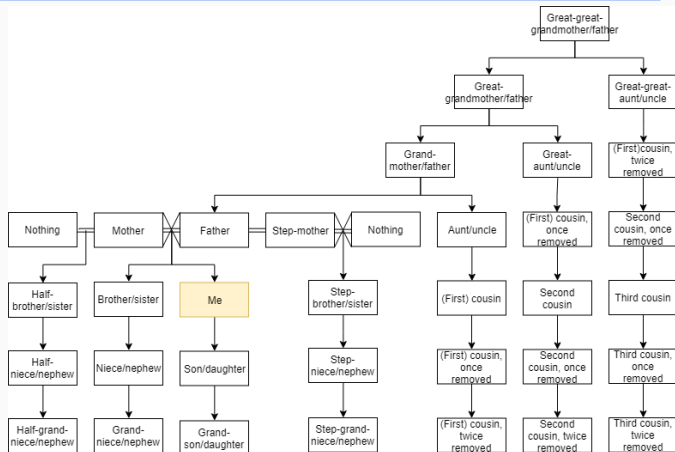 Great-great-
grandmother/father
Great-
grandmother/father
Great-great-
aunt/uncle
Grand-
mother/father
Great-
aunt/uncle
(First)cousin,
twice
removed
Nothing
Mother
Father
Step-mother
Nothing
Aunt/uncle
(First) cousin,
once
removed
Second
cousin, once
removed
Half-
brother/sister
Brother/sister
Me
Step-
brother/sister
(First) cousin
Second
cousin
Third cousin
Half-
niece/nephew
Niece/nephew
Son/daughter
Step-
niece/nephew
(First) cousin,
once
removed
Second
cousin, once
removed
Third cousin,
once
removed
Half-grand-
niece/nephew
Grand-
niece/nephew
Grand-
son/daughter
Step-grand-
niece/nephew
(First) cousin,
twice
removed
Second
cousin, twice
removed
Third cousin,
twice
removed